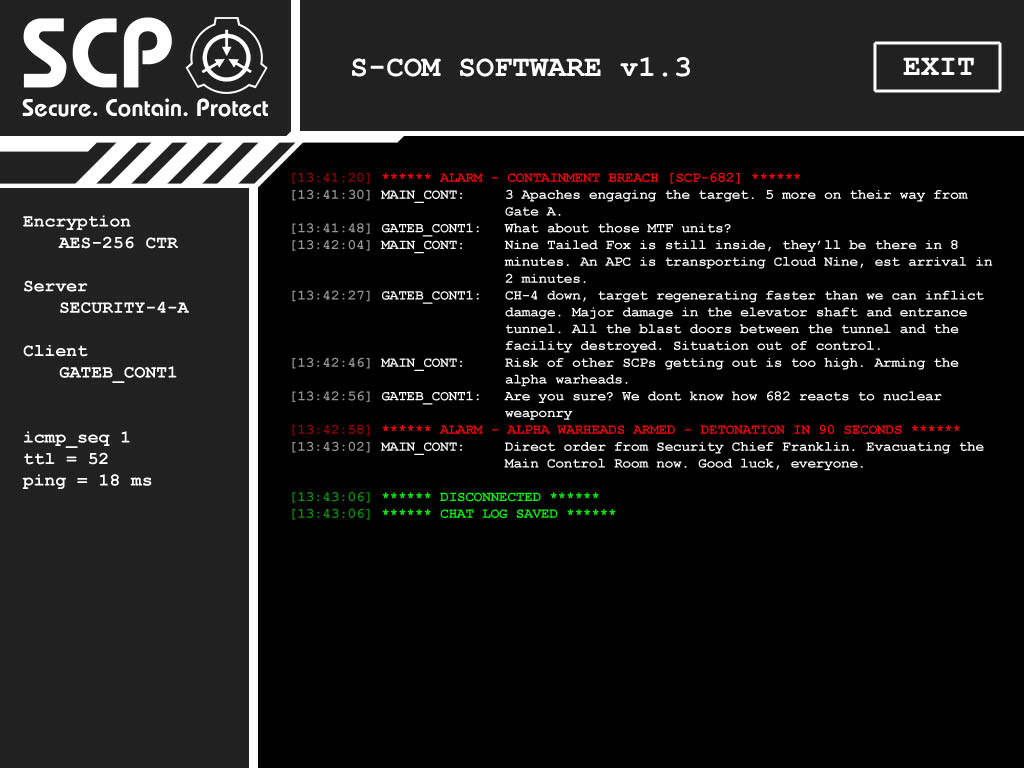 SCP
Secure. Contain. Protect
S-COM SOFTWARE v1.3
EXIT
Encryption
AES-256 CTR
Server
SECURITY-4-A
Client
GATEB_CONT1
icmp_seq 1
ttl = 52
ping = 18 ms
[13:41:20] ****** ALARM - CONTAINMENT BREACH [SCP-682] ******
[13:41:30] MAIN_CONT: 3 Apaches engaging the target. 5 more on their way from
Gate A.
[13:41:48] GATEB_CONT1: What about those MTF units?
[13:42:04] MAIN_CONT: Nine Tailed Fox is still inside, they'll be there in 8
minutes. An APC is transporting Cloud Nine, est arrival in
2 minutes.
[13:42:27] GATEB_CONT1: CH-4 down, target regenerating faster than we can inflict
damage. Major damage in the elevator shaft and entrance
tunnel. All the blast doors between the tunnel and the
facility destroyed. Situation out of control.
[13:42:46] MAIN_CONT: Risk of other SCPs getting out is too high. Arming the
alpha warheads.
[13:42:56] GATEB_CONT1: Are you sure? We dont know how 682 reacts to nuclear
weaponry
[13:42:58] ****** ALARM - ALPHA WARHEADS ARMED - DETONATION IN 90 SECONDS ******
[13:43:02] MAIN_CONT: Direct order from Security Chief Franklin. Evacuating the
Main Control Room now. Good luck, everyone.
[13:43:06] ****** DISCONNECTED ******
[13:43:06] ****** CHAT LOG SAVED ******